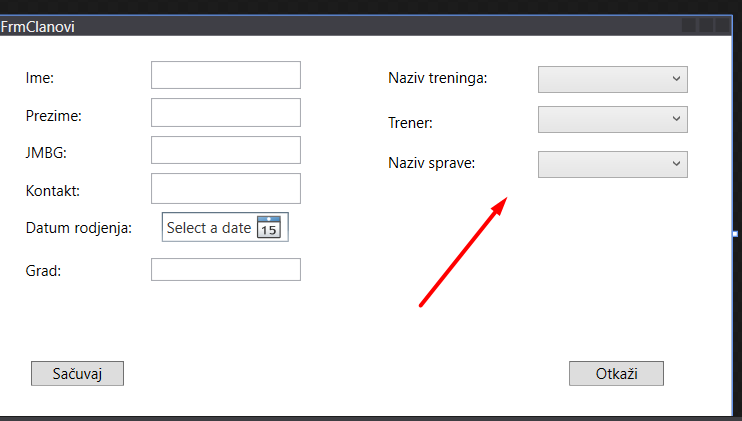 FrmClanovi
Ime:
Prezime:
JMBG:
Kontakt:
Datum rodjenja:
Select a date
15
Grad:
Naziv treninga:
Trener:
Naziv sprave:
Sačuvaj
Otkaži